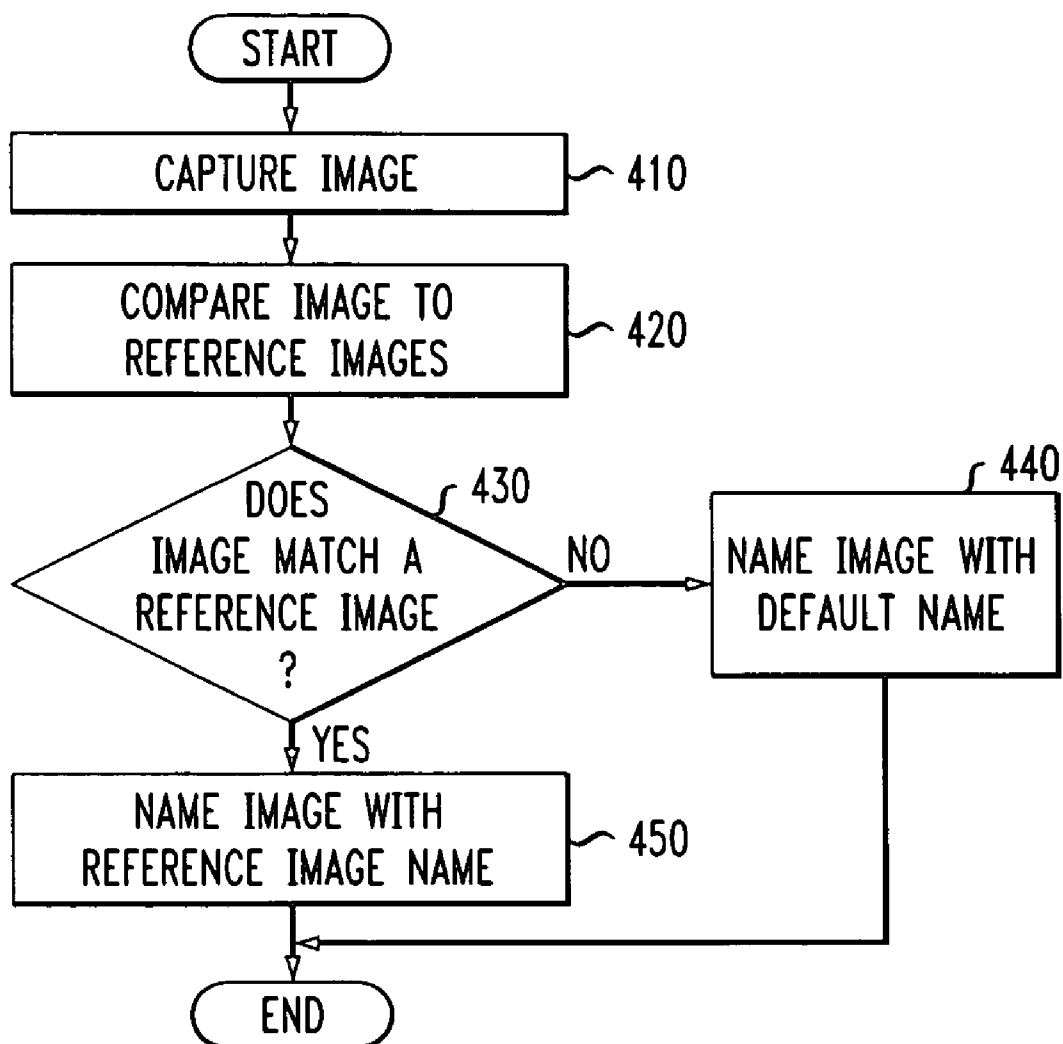 START
CAPTURE IMAGE
410
COMPARE IMAGE TO
REFERENCE IMAGES
420
DOES
IMAGE MATCH A
REFERENCE IMAGE
?
430
NO
440
NAME IMAGE WITH
DEFAULT NAME
YES
NAME IMAGE WITH
REFERENCE IMAGE NAME
450
END